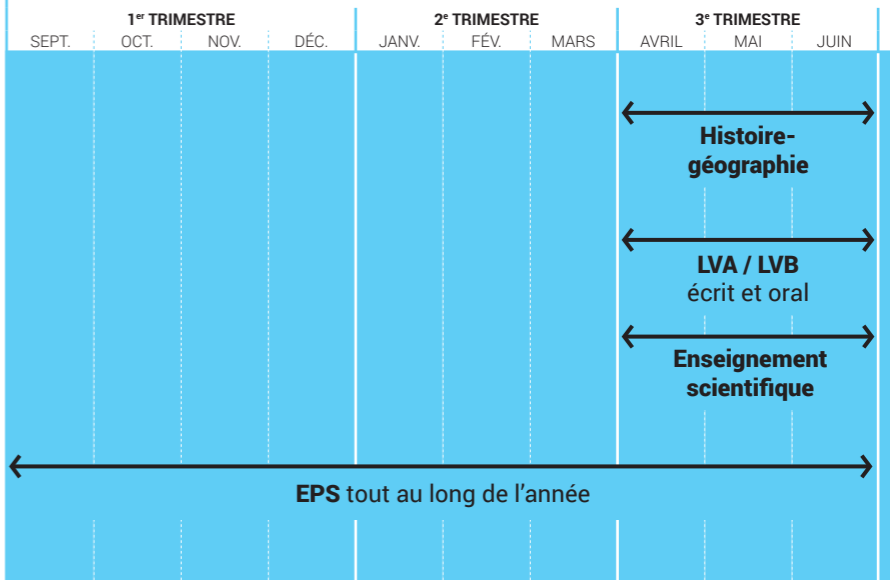 1er TRIMESTRE 2e TRIMESTRE 3e TRIMESTRE
SEPT. OCT. NOV. DÉC. JANV. FÉV. MARS AVRIL MAI JUIN
Histoire-
géographie
LVA / LVB
écrit et oral
Enseignement
scientifique
EPS tout au long de l’année